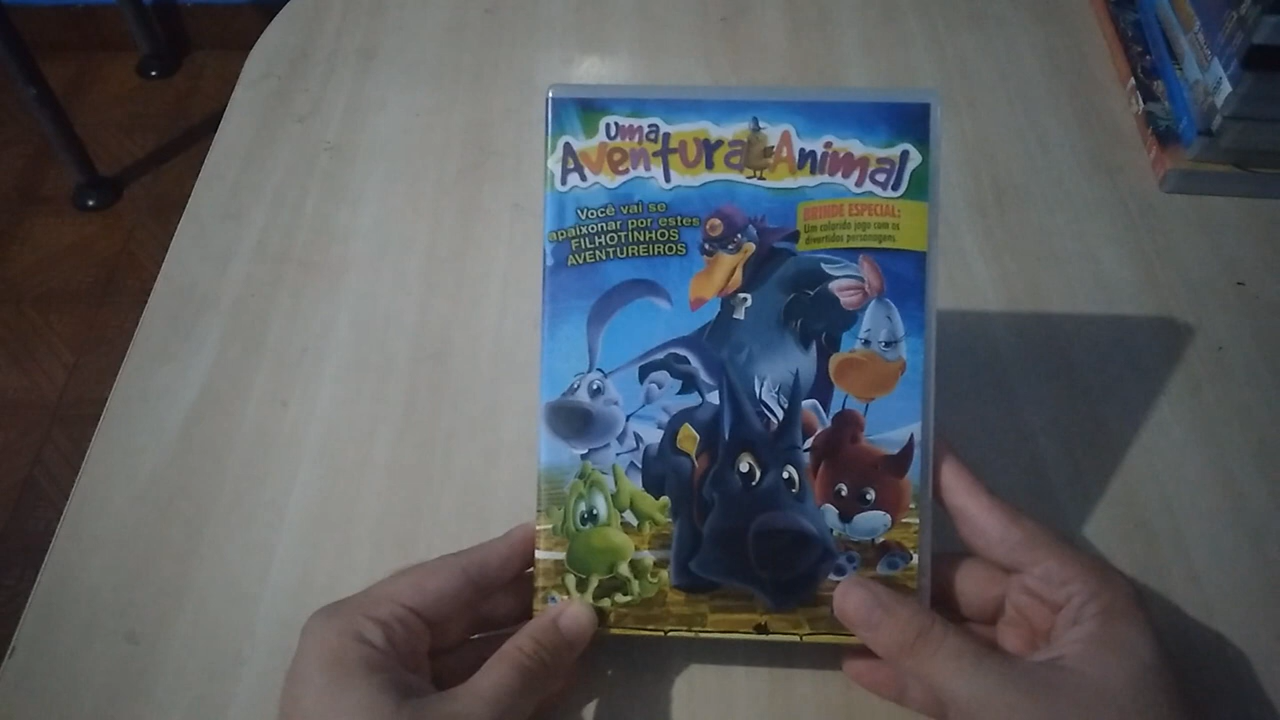 uma
Aventura Animal
Você vai se
apaixonar por estes
FILHOTINHOS
AVENTUREIROS
BRINDE ESPECIAL:
Um colorido jogo com os
divertidos personagens.